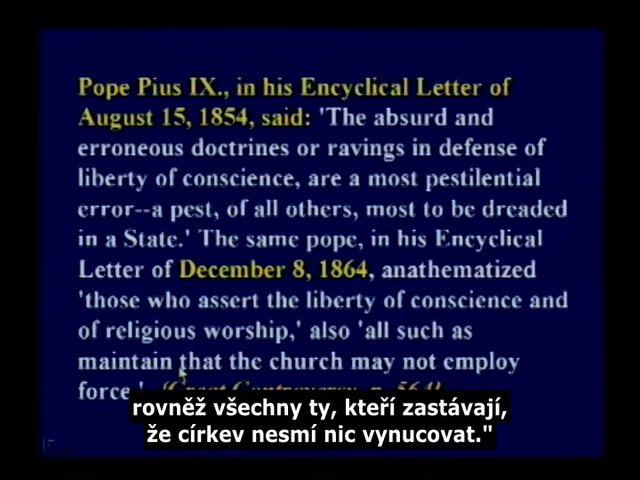 Pope Pius IX., in his Encyclical Letter of
August 15, 1854, said: 'The absurd and
erroneous doctrines or ravings in defense of
liberty of conscience, are a most pestilential
error--a pest, of all others, most to be dreaded
in a State.' The same pope, in his Encyclical
Letter of December 8, 1864, anathematized
'those who assert the liberty of conscience and
of religious worship,' also 'all such as
maintain that the church may not employ
force.' (Great Controversy, p. 564)
rovněž všechny ty, kteří zastávají,
že církev nesmí nic vynucovat."